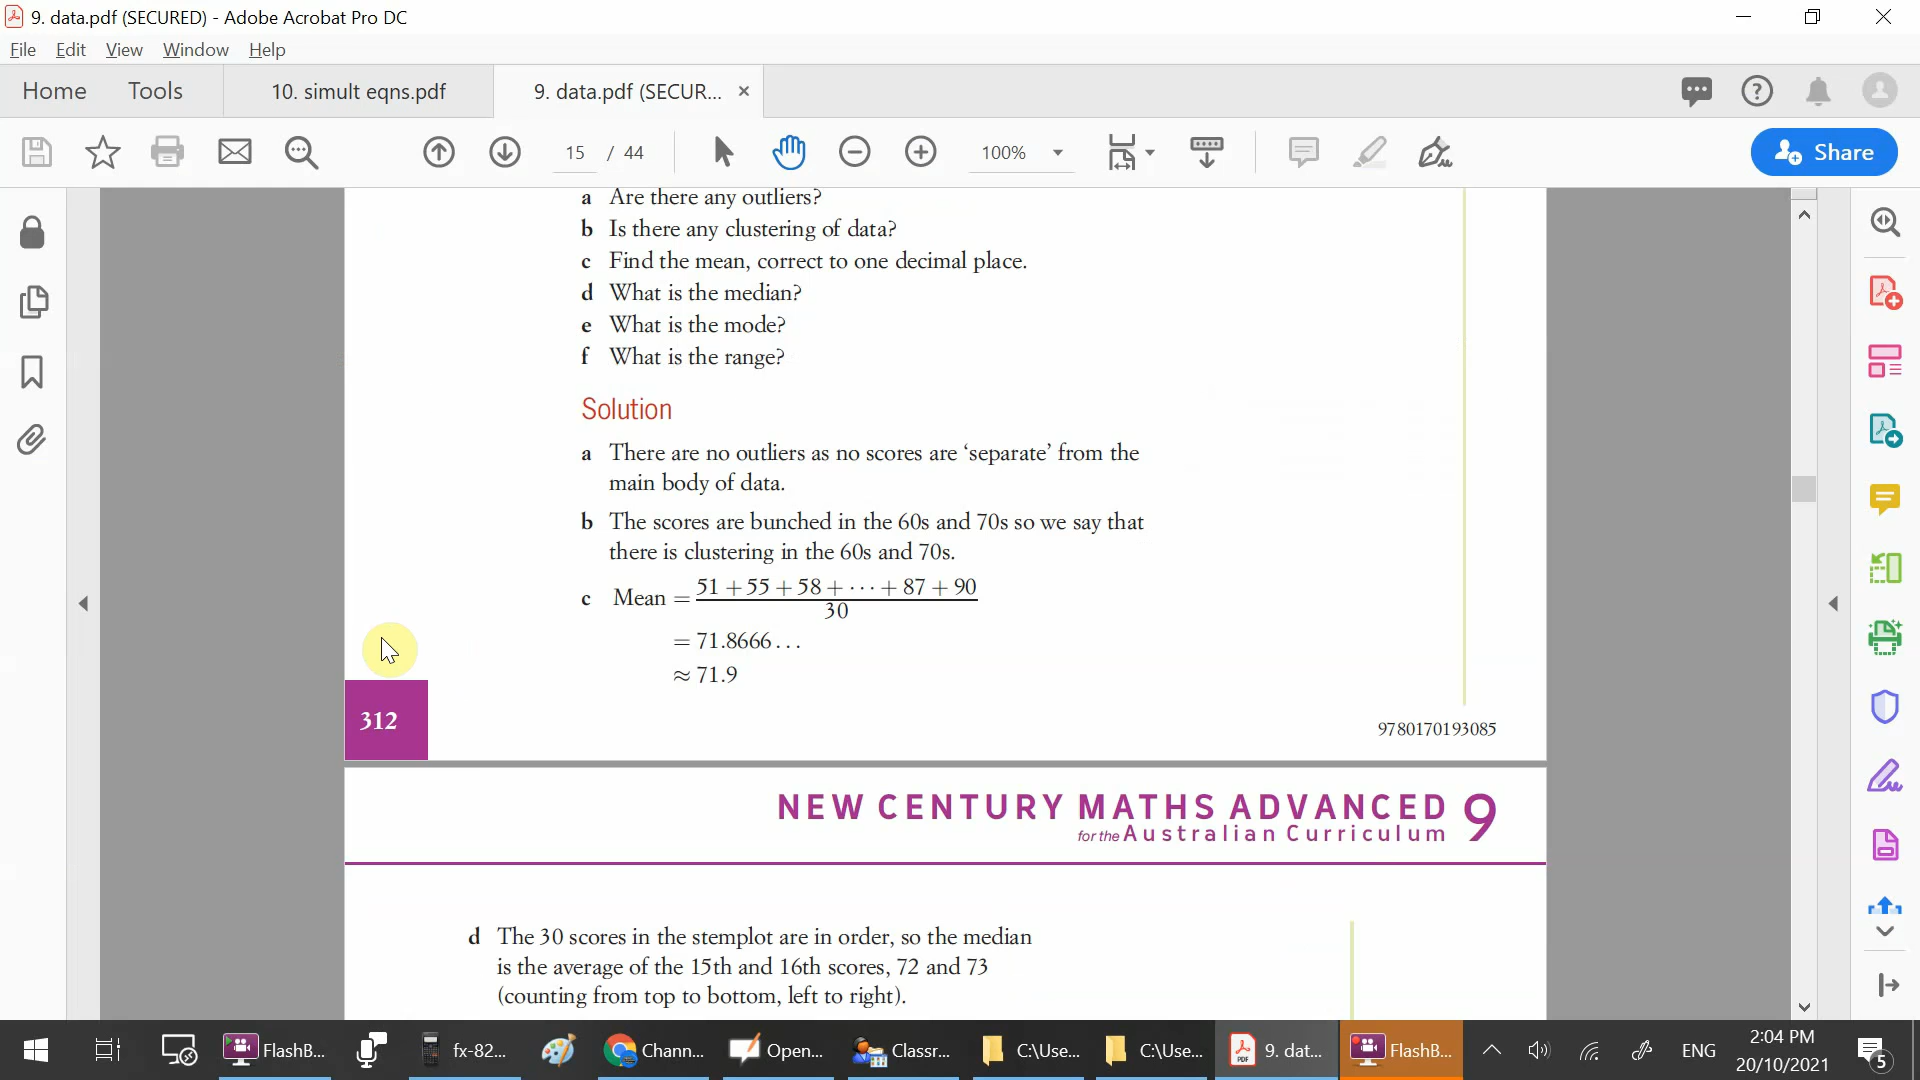 9. data.pdf (SECURED) - Adobe Acrobat Pro DC
File Edit View Window Help
Home Tools 10. simult eqns.pdf 9. data.pdf (SECUR... ×
15 / 44 100% Share
a Are there any outliers?
b Is there any clustering of data?
c Find the mean, correct to one decimal place.
d What is the median?
e What is the mode?
f What is the range?
Solution
a There are no outliers as no scores are ‘separate’ from the
main body of data.
b The scores are bunched in the 60s and 70s so we say that
there is clustering in the 60s and 70s.
c Mean = 51 + 55 + 58 + ··· + 87 + 90
30
= 71.8666...
≈ 71.9
312
9780170193085
NEW CENTURY MATHS ADVANCED 9
for the Australian Curriculum
d The 30 scores in the stemplot are in order, so the median
is the average of the 15th and 16th scores, 72 and 73
(counting from top to bottom, left to right).
FlashB... fx-82... Chann... Open... Classr... C:\Use... C:\Use... 9. dat... FlashB... ENG 2:04 PM
20/10/2021 5